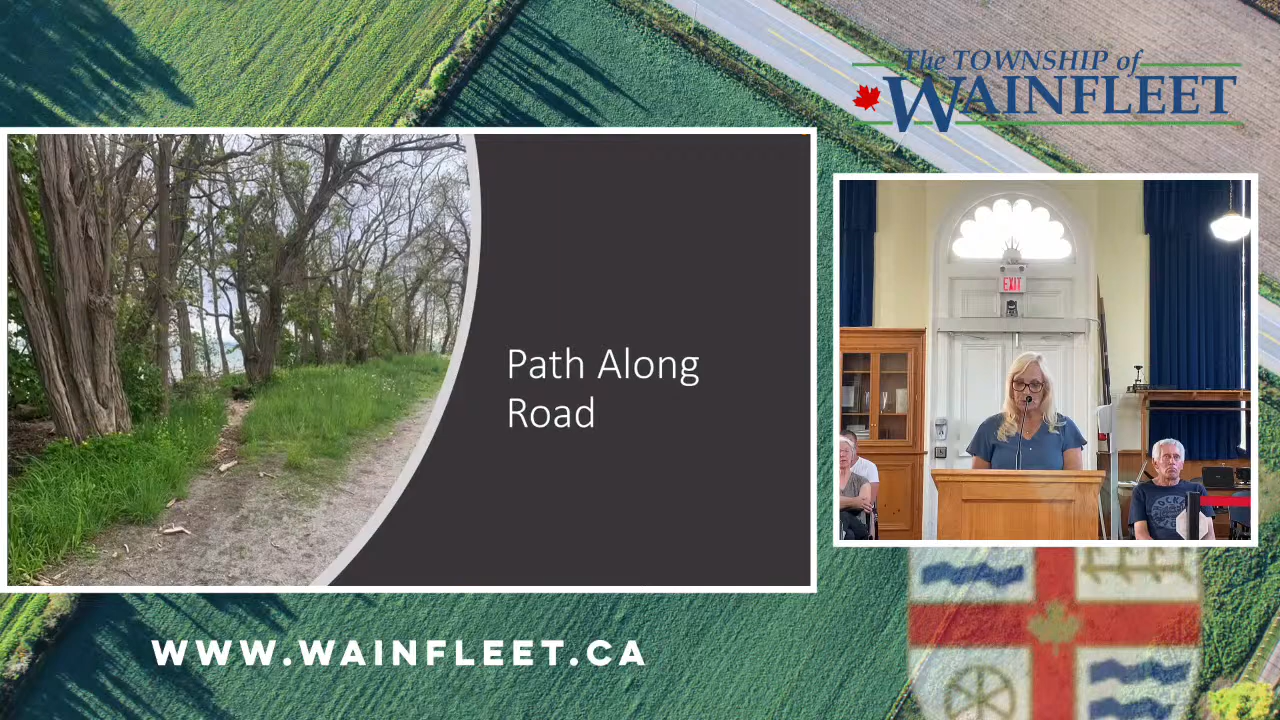 The TOWNSHIP of
WAINFLEET
Path Along
Road
EXIT
WWW.WAINFLEET.CA